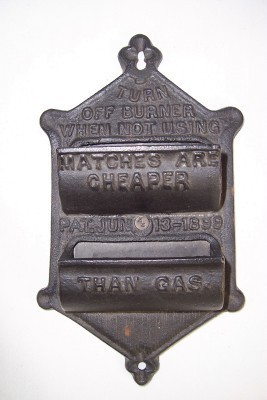 TURN
OFF BURNER
WHEN NOT USING
MATCHES ARE
CHEAPER
PAT. JUN. 13-1899
THAN GAS.